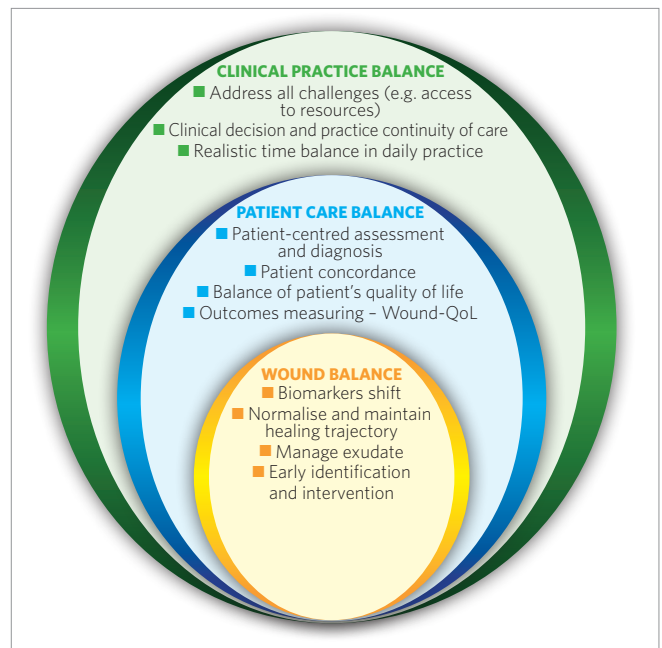 CLINICAL PRACTICE BALANCE
■ Address all challenges (e.g. access
to resources)
■ Clinical decision and practice continuity of care
■ Realistic time balance in daily practice
PATIENT CARE BALANCE
■ Patient-centred assessment
and diagnosis
■ Patient concordance
■ Balance of patient's quality of life
■ Outcomes measuring – Wound-QoL
WOUND BALANCE
■ Biomarkers shift
■ Normalise and maintain
healing trajectory
■ Manage exudate
■ Early identification
and intervention